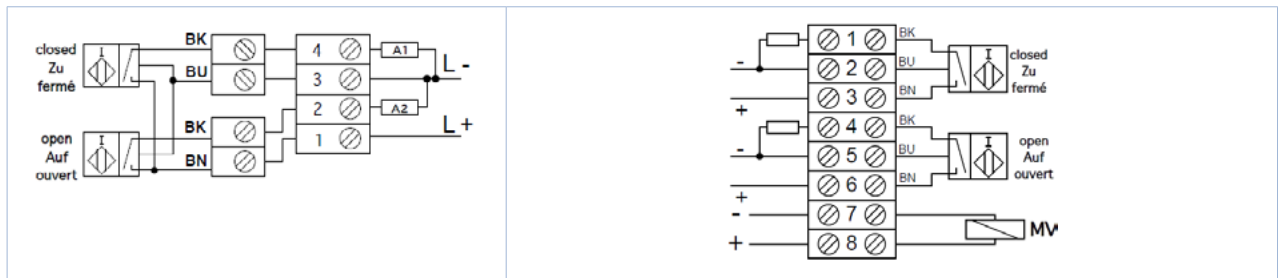 closed
Zu
fermé
I
BK
BU
4
A1
L -
3
2
A2
L+
1
open
Auf
ouvert
I
BK
BN
1
BK
-
2
BU
I
closed
Zu
fermé
+
3
BN
4
BK
-
5
BU
I
open
Auf
ouvert
+
6
BN
-
7
MV
+
8